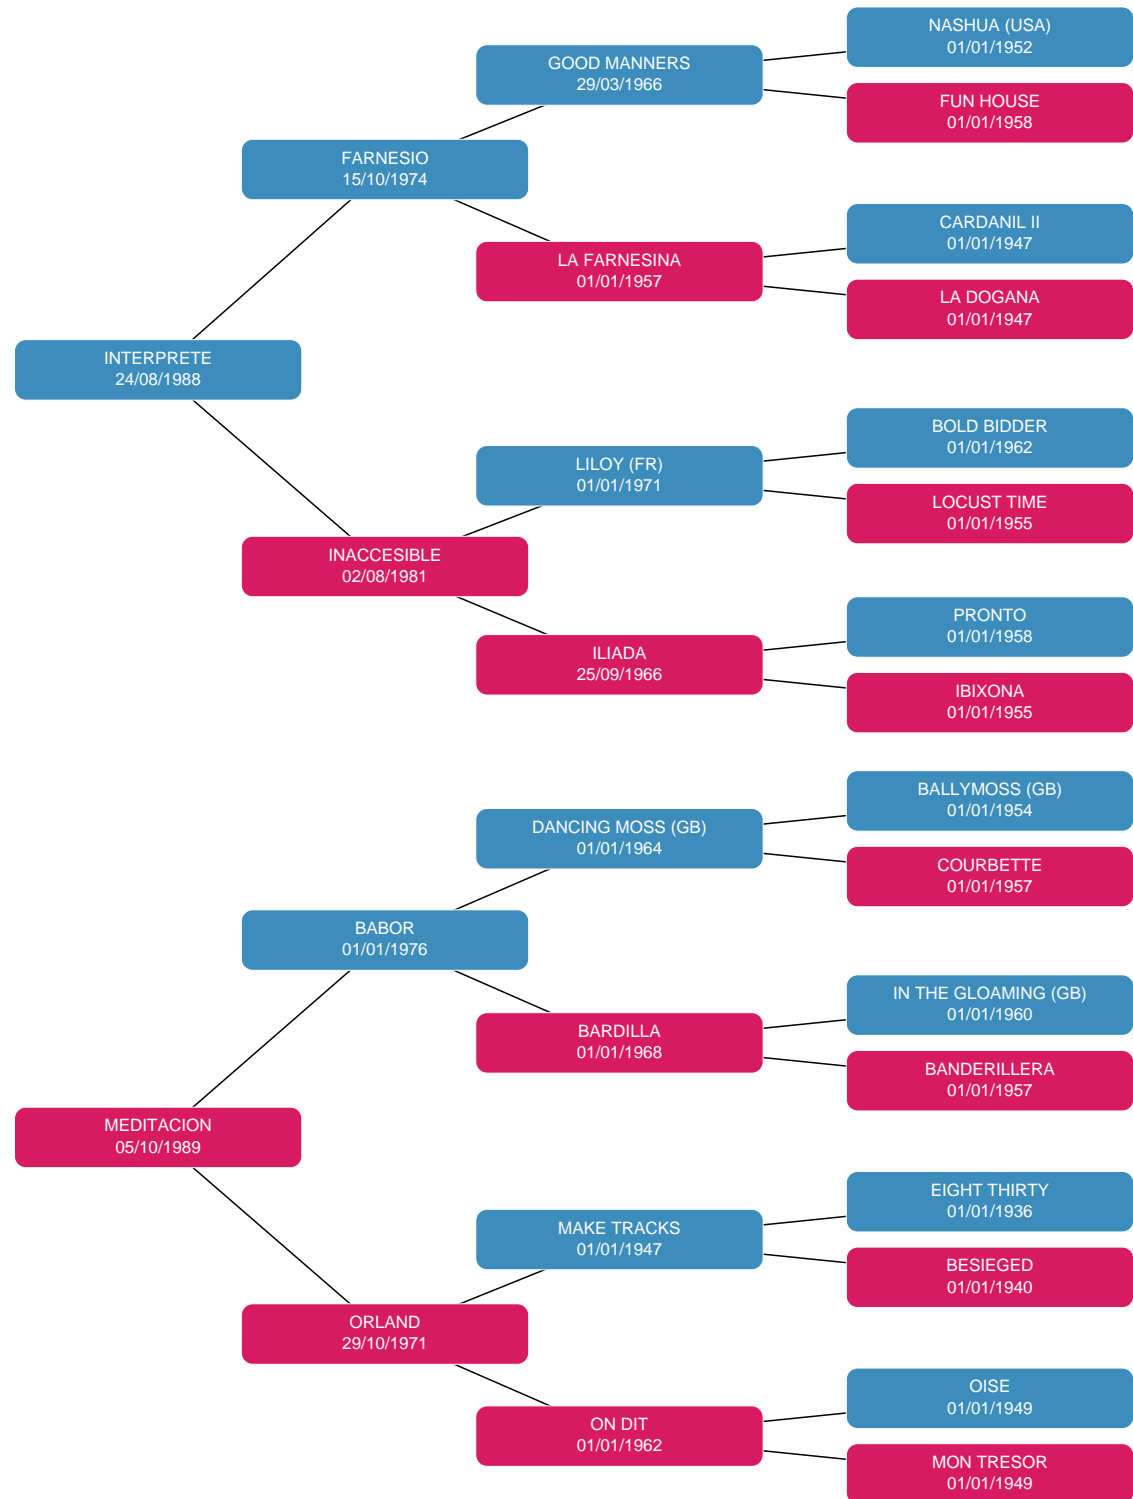 NASHUA (USA)
01/01/1952
GOOD MANNERS
29/03/1966
FUN HOUSE
01/01/1958
FARNESIO
15/10/1974
CARDANIL II
01/01/1947
LA FARNESINA
01/01/1957
LA DOGANA
01/01/1947
INTERPRETE
24/08/1988
BOLD BIDDER
01/01/1962
LILOY (FR)
01/01/1971
LOCUST TIME
01/01/1955
INACCESIBLE
02/08/1981
PRONTO
01/01/1958
ILIADA
25/09/1966
IBIXONA
01/01/1955
BALLYMOSS (GB)
01/01/1954
DANCING MOSS (GB)
01/01/1964
COURBETTE
01/01/1957
BABOR
01/01/1976
IN THE GLOAMING (GB)
01/01/1960
BARDILLA
01/01/1968
BANDERILLERA
01/01/1957
MEDITACION
05/10/1989
EIGHT THIRTY
01/01/1936
MAKE TRACKS
01/01/1947
BESIEGED
01/01/1940
ORLAND
29/10/1971
OISE
01/01/1949
ON DIT
01/01/1962
MON TRESOR
01/01/1949